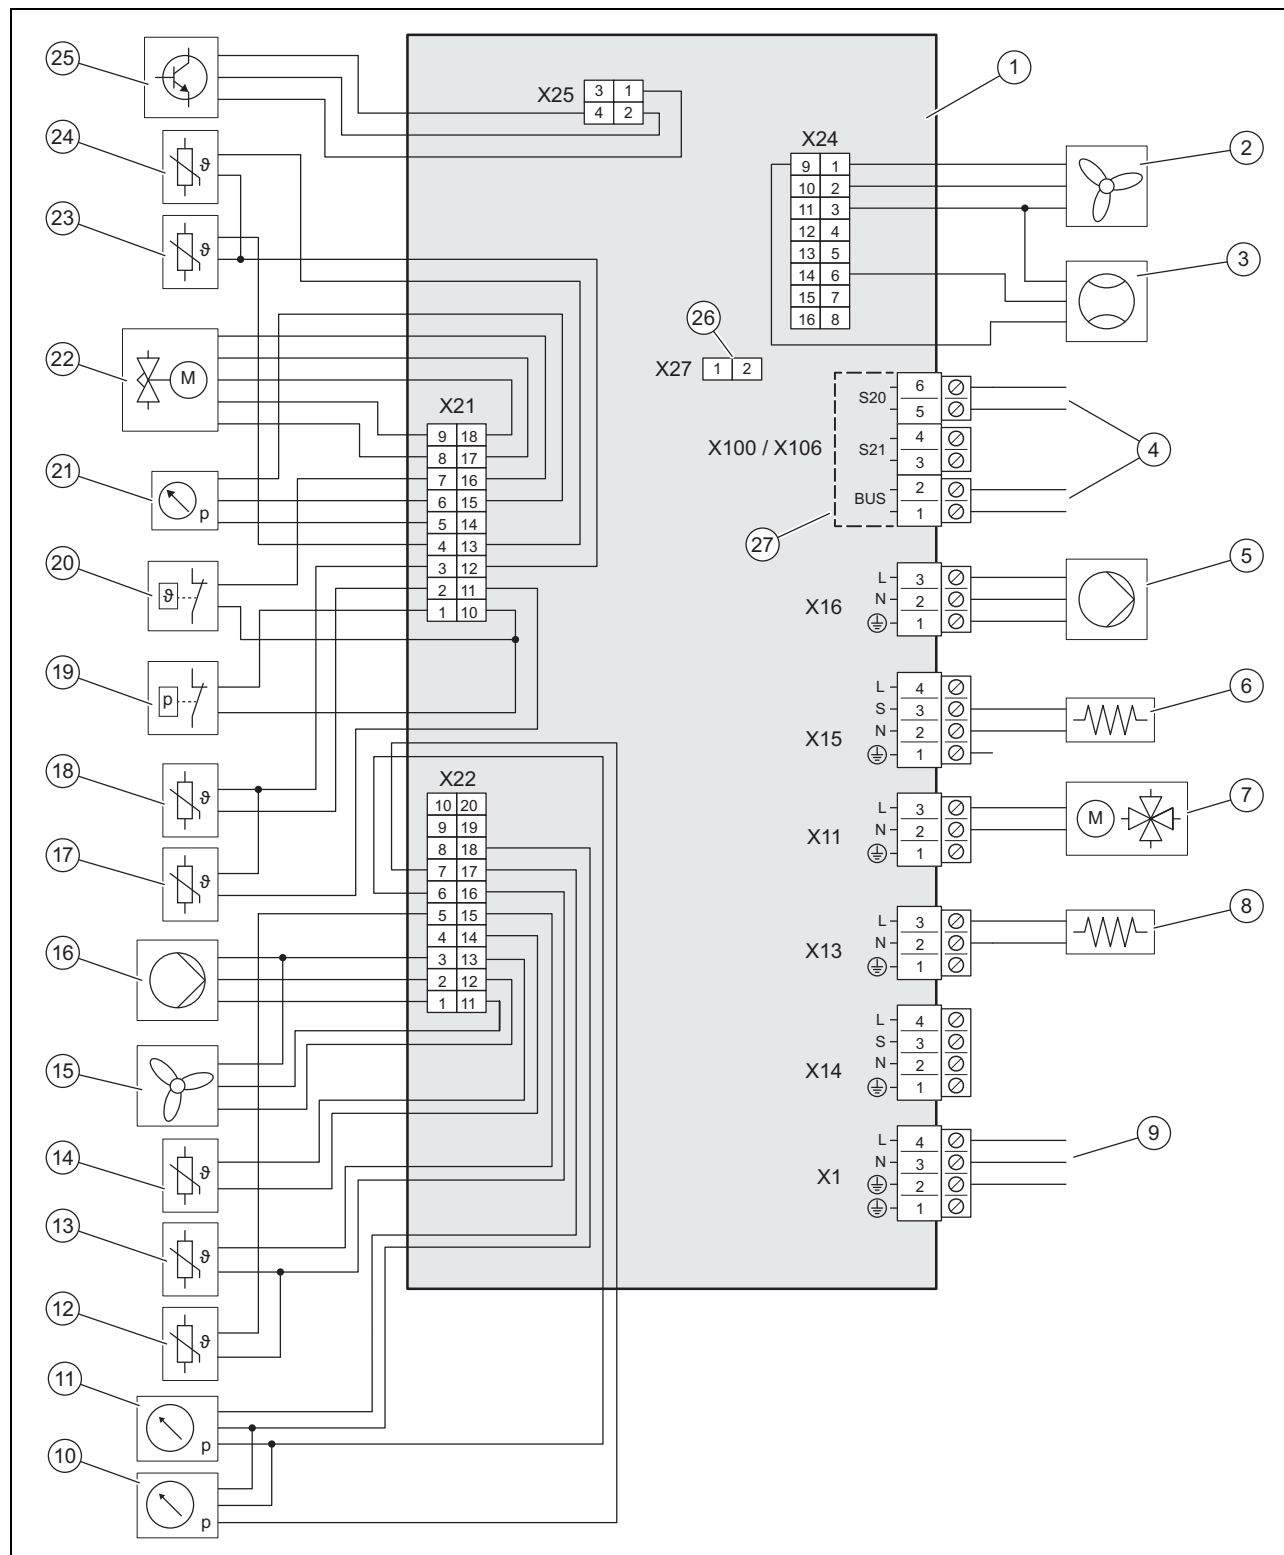 25
X25
3 1
4 2
1
24
ϑ
X24
9 1
10 2
11 3
12 4
13 5
14 6
15 7
16 8
2
23
ϑ
3
26
X27
1 2
22
M
X21
9 18
8 17
7 16
6 15
5 14
4 13
3 12
2 11
1 10
X100 / X106
S20
6
5
S21
4
3
BUS
2
1
4
27
21
p
20
ϑ
X16
L 3
N 2
1
5
19
p
X15
L 4
S 3
N 2
1
6
18
ϑ
X22
10 20
9 19
8 18
7 17
6 16
5 15
4 14
3 13
2 12
1 11
X11
L 3
N 2
1
M
7
17
ϑ
X13
L 3
N 2
1
8
16
X14
L 4
S 3
N 2
1
15
14
ϑ
X1
L 4
N 3
2
1
9
13
ϑ
12
ϑ
11
p
10
p